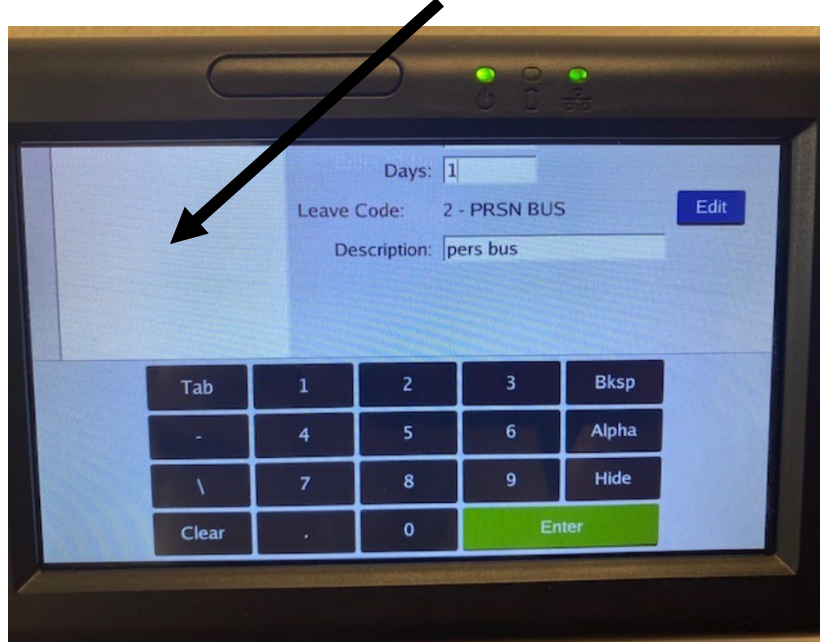 Days: 1
Leave Code: 2 - PRSN BUS Edit
Description: pers bus
Tab 1 2 3 Bksp
- 4 5 6 Alpha
\ 7 8 9 Hide
Clear . 0 Enter